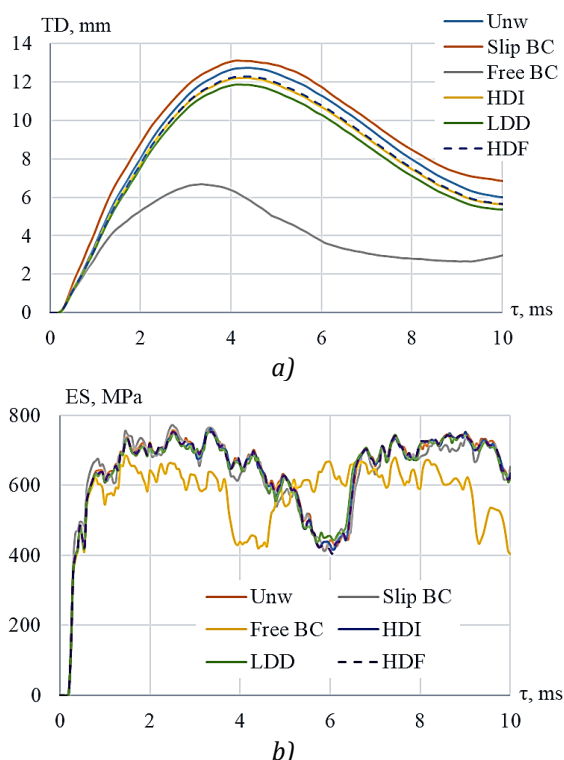 TD, mm
14
12
10
8
6
4
2
0
0 2 4 6 8 10
τ, ms
Unw
Slip BC
Free BC
HDI
LDD
HDF
a)
ES, MPa
800
600
400
200
0
0 2 4 6 8 10
τ, ms
Unw Slip BC
Free BC HDI
LDD HDF
b)